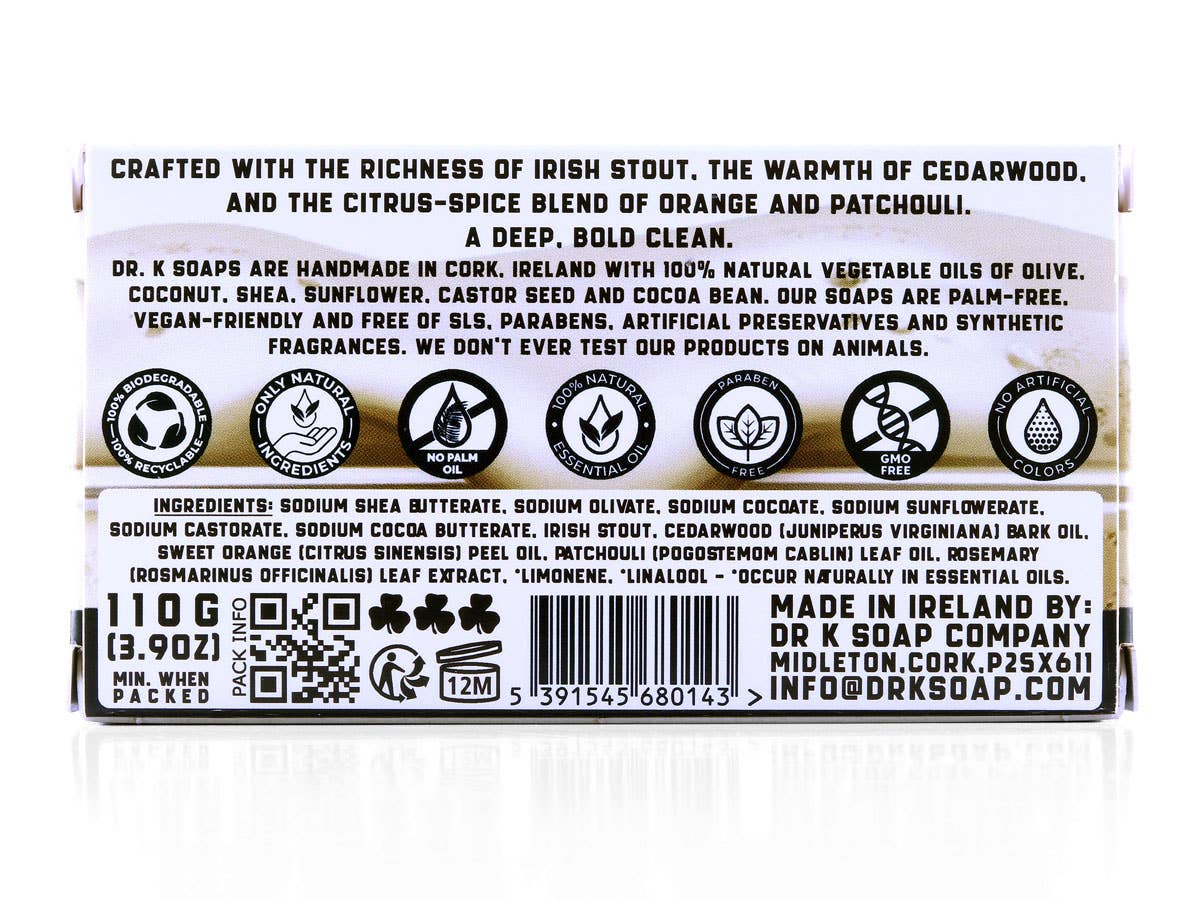 CRAFTED WITH THE RICHNESS OF IRISH STOUT, THE WARMTH OF CEDARWOOD,
AND THE CITRUS-SPICE BLEND OF ORANGE AND PATCHOULI.
A DEEP, BOLD CLEAN.
DR. K SOAPS ARE HANDMADE IN CORK, IRELAND WITH 100% NATURAL VEGETABLE OILS OF OLIVE,
COCONUT, SHEA, SUNFLOWER, CASTOR SEED AND COCOA BEAN. OUR SOAPS ARE PALM-FREE,
VEGAN-FRIENDLY AND FREE OF SLS, PARABENS, ARTIFICIAL PRESERVATIVES AND SYNTHETIC
FRAGRANCES. WE DON'T EVER TEST OUR PRODUCTS ON ANIMALS.
100% BIODEGRADABLE
100% RECYCLABLE
ONLY NATURAL
INGREDIENTS
NO PALM
OIL
100% NATURAL
ESSENTIAL OIL
PARABEN
FREE
GMO
FREE
NO ARTIFICIAL
COLORS
INGREDIENTS: SODIUM SHEA BUTTERATE, SODIUM OLIVATE, SODIUM COCOATE, SODIUM SUNFLOWERATE,
SODIUM CASTORATE, SODIUM COCOA BUTTERATE, IRISH STOUT, CEDARWOOD (JUNIPERUS VIRGINIANA) BARK OIL,
SWEET ORANGE (CITRUS SINENSIS) PEEL OIL, PATCHOULI (POGOSTEMOM CABLIN) LEAF OIL, ROSEMARY
(ROSMARINUS OFFICINALIS) LEAF EXTRACT, *LIMONENE, *LINALOOL - *OCCUR NATURALLY IN ESSENTIAL OILS.
110 G
(3.9OZ)
MIN. WHEN
PACKED
PACK INFO
12M
5 391545 680143 >
MADE IN IRELAND BY:
DR K SOAP COMPANY
MIDLETON,CORK,P25X611
INFO@DRKSOAP.COM